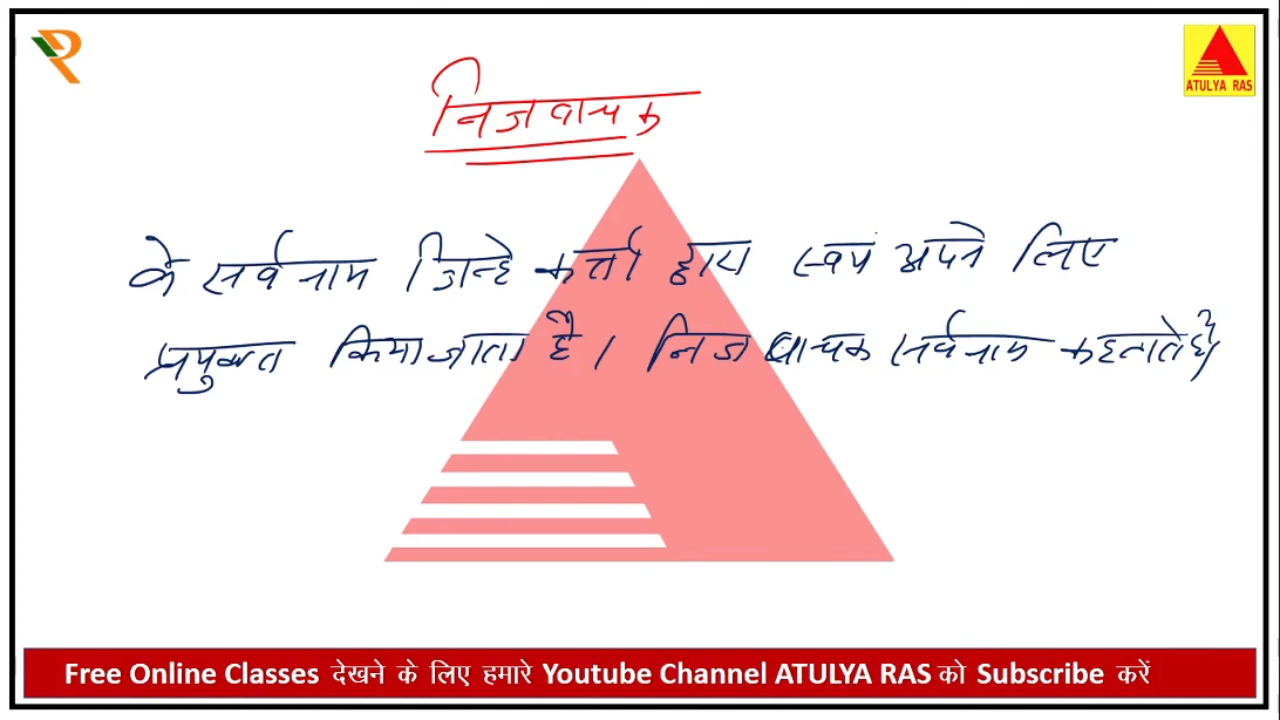 ATULYA RAS
निजवाचक
वे सर्वनाम जिन्हे कर्त्ता द्वारा स्वयं अपने लिए
प्रयुक्त किया जाता है। निजवाचक सर्वनाम कहलाते है
Free Online Classes देखने के लिए हमारे Youtube Channel ATULYA RAS को Subscribe करें